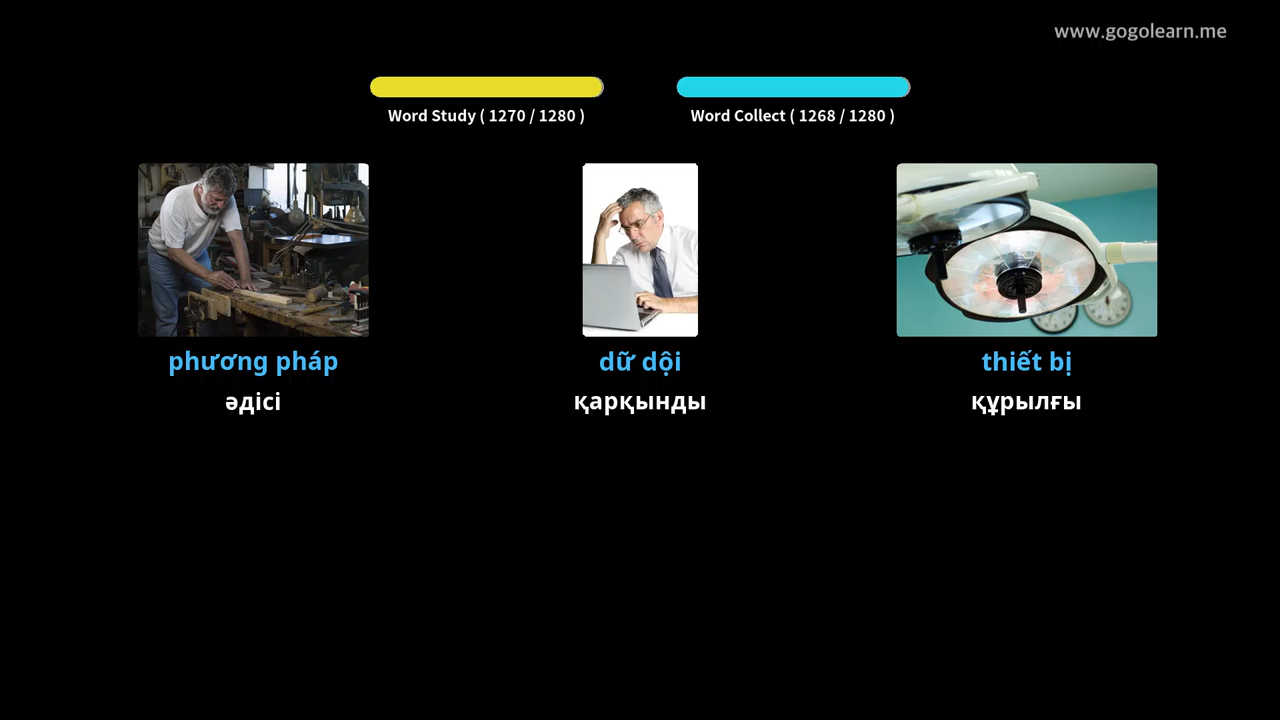 www.gogolearn.me
Word Study ( 1270 / 1280 )
Word Collect ( 1268 / 1280 )
phương pháp
dữ dội
thiết bị
әдісі
қарқынды
құрылғы